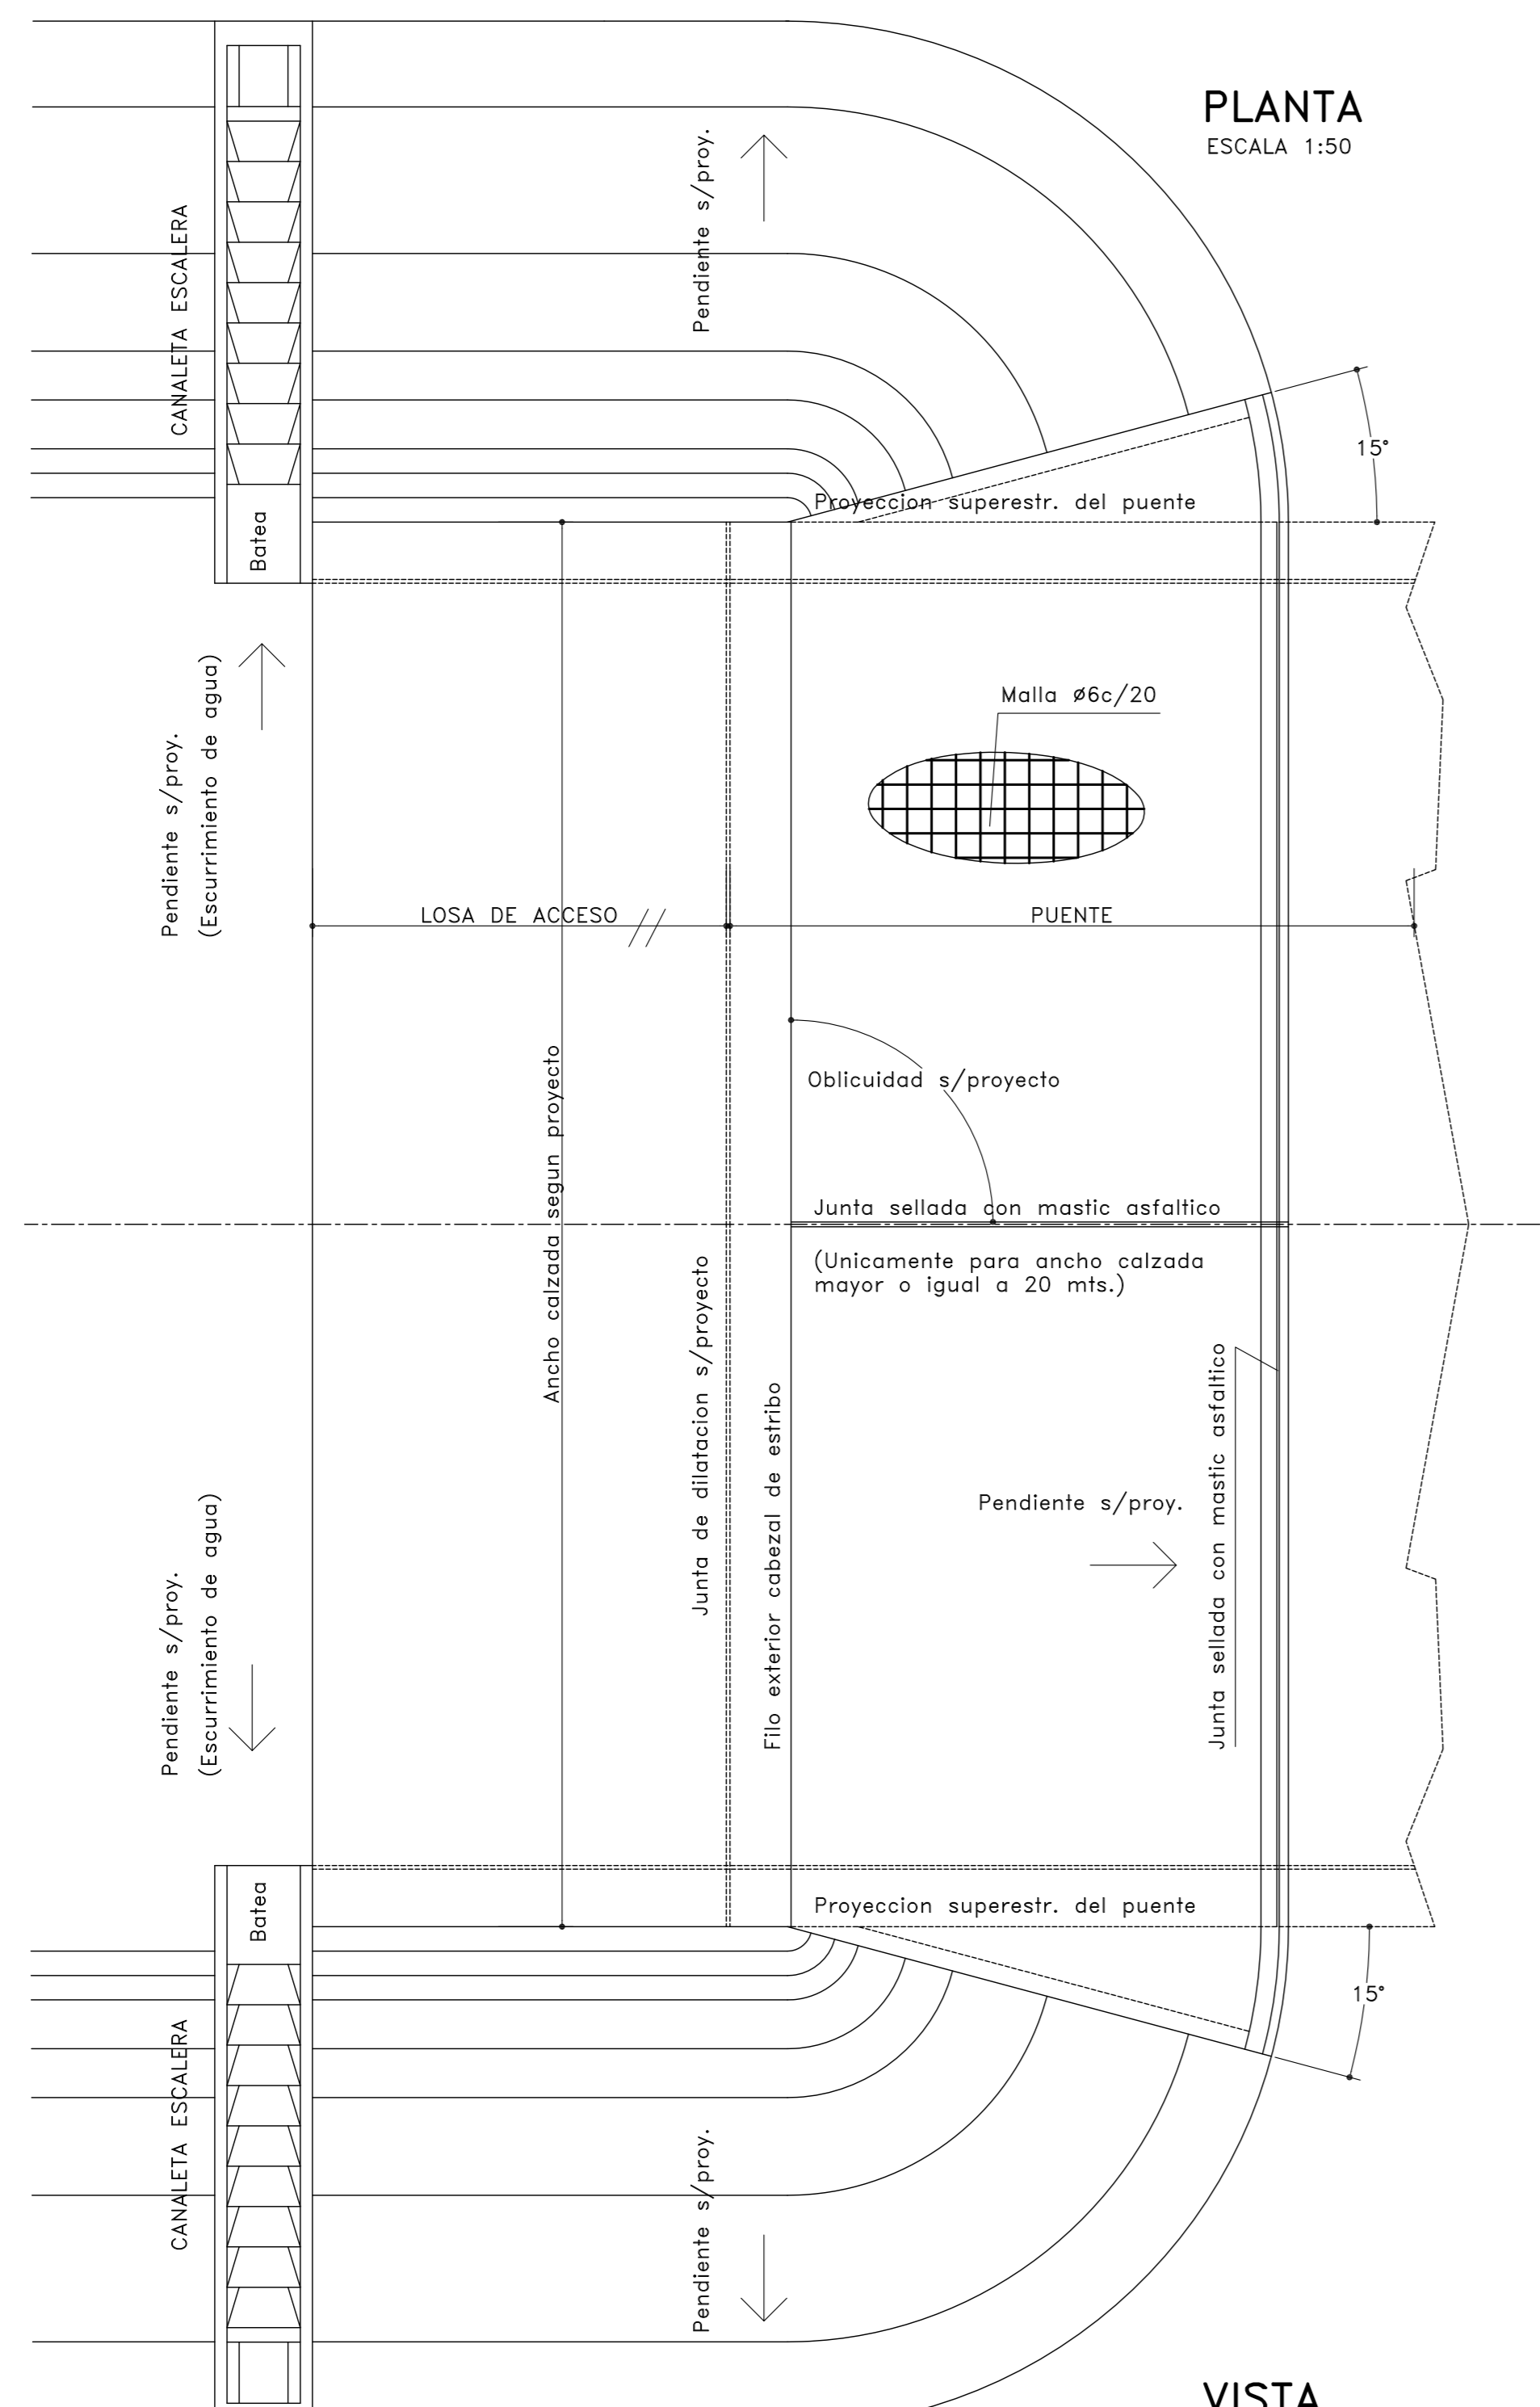 PLANTA
ESCALA 1:50
Pendiente s/proy.
CANALETA ESCALERA
15°
Proyeccion superestr. del puente
Batea
Malla ø6c/20
Pendiente s/proy.
(Escurrimiento de agua)
LOSA DE ACCESO
PUENTE
Oblicuidad s/proyecto
Ancho calzada segun proyecto
Junta sellada con mastic asfaltico
(Unicamente para ancho calzada
mayor o igual a 20 mts.)
Junta de dilatacion s/proyecto
Filo exterior cabezal de estribo
Junta sellada con mastic asfaltico
Pendiente s/proy.
Pendiente s/proy.
(Escurrimiento de agua)
Batea
Proyeccion superestr. del puente
15°
CANALETA ESCALERA
Pendiente s/proy.
VISTA